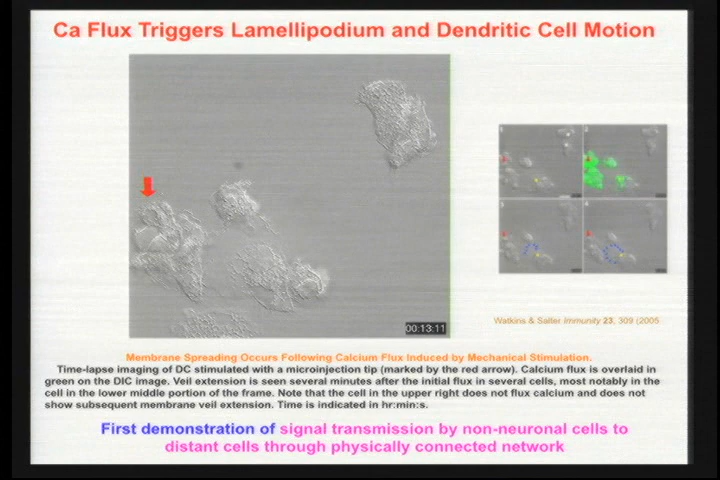 Ca Flux Triggers Lamellipodium and Dendritic Cell Motion
00:13:11
1
2
3
4
Watkins & Salter Immunity 23, 309 (2005
Membrane Spreading Occurs Following Calcium Flux Induced by Mechanical Stimulation.
Time-lapse imaging of DC stimulated with a microinjection tip (marked by the red arrow). Calcium flux is overlaid in
green on the DIC image. Veil extension is seen several minutes after the initial flux in several cells, most notably in the
cell in the lower middle portion of the frame. Note that the cell in the upper right does not flux calcium and does not
show subsequent membrane veil extension. Time is indicated in hr:min:s.
First demonstration of signal transmission by non-neuronal cells to
distant cells through physically connected network